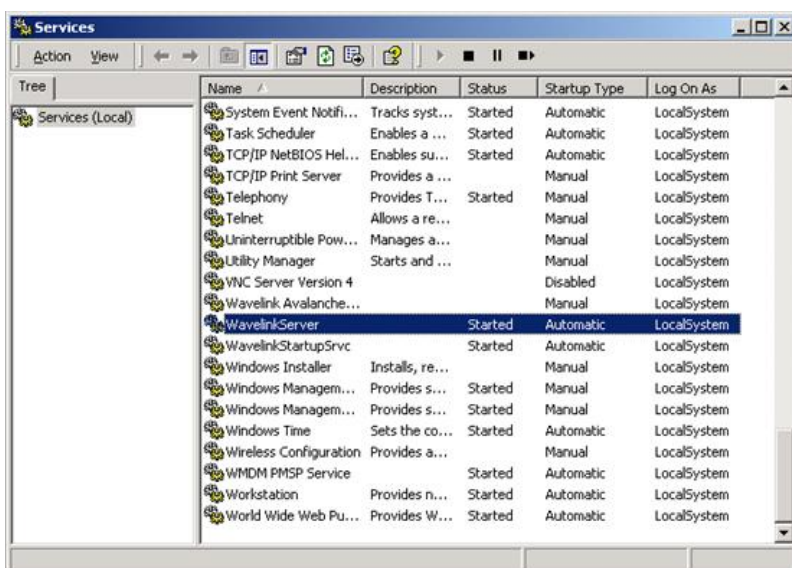 Services
Action View
Tree
Name Description Status Startup Type Log On As
Services (Local)
System Event Notifi... Tracks syst... Started Automatic LocalSystem
Task Scheduler Enables a ... Started Automatic LocalSystem
TCP/IP NetBIOS Hel... Enables su... Started Automatic LocalSystem
TCP/IP Print Server Provides a ... Manual LocalSystem
Telephony Provides T... Started Manual LocalSystem
Telnet Allows a re... Manual LocalSystem
Uninterruptible Pow... Manages a... Manual LocalSystem
Utility Manager Starts and ... Manual LocalSystem
VNC Server Version 4 Disabled LocalSystem
Wavelink Avalanche... Manual LocalSystem
WavelinkServer Started Automatic LocalSystem
WavelinkStartupSrvc Started Automatic LocalSystem
Windows Installer Installs, re... Manual LocalSystem
Windows Managem... Provides s... Started Manual LocalSystem
Windows Managem... Provides s... Started Manual LocalSystem
Windows Time Sets the co... Started Automatic LocalSystem
Wireless Configuration Provides a... Manual LocalSystem
WMDM PMSP Service Started Automatic LocalSystem
Workstation Provides n... Started Automatic LocalSystem
World Wide Web Pu... Provides W... Started Automatic LocalSystem